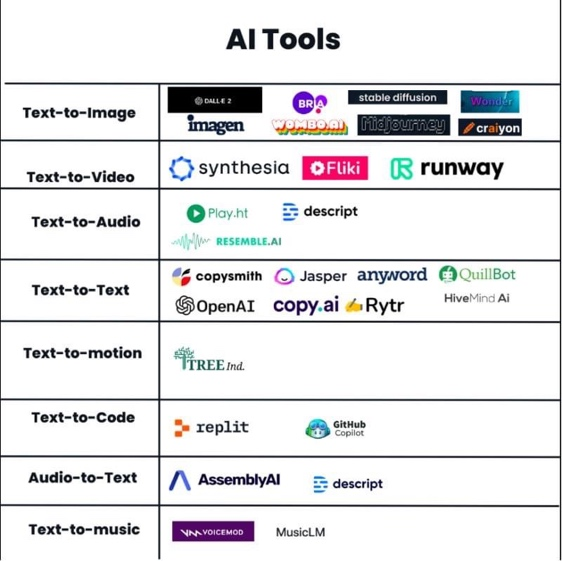 AI Tools
Text-to-Image
DALL·E 2
BRIA
stable diffusion
Wonder
imagen
WOMBO.AI
Midjourney
craiyon
Text-to-Video
synthesia
Fliki
runway
Text-to-Audio
Play.ht
descript
RESEMBLE.AI
Text-to-Text
copysmith
Jasper
anyword
QuillBot
OpenAI
copy.ai
Rytr
HiveMind Ai
Text-to-motion
TREE Ind.
Text-to-Code
replit
GitHub
Copilot
Audio-to-Text
AssemblyAI
descript
Text-to-music
VOICEMOD
MusicLM